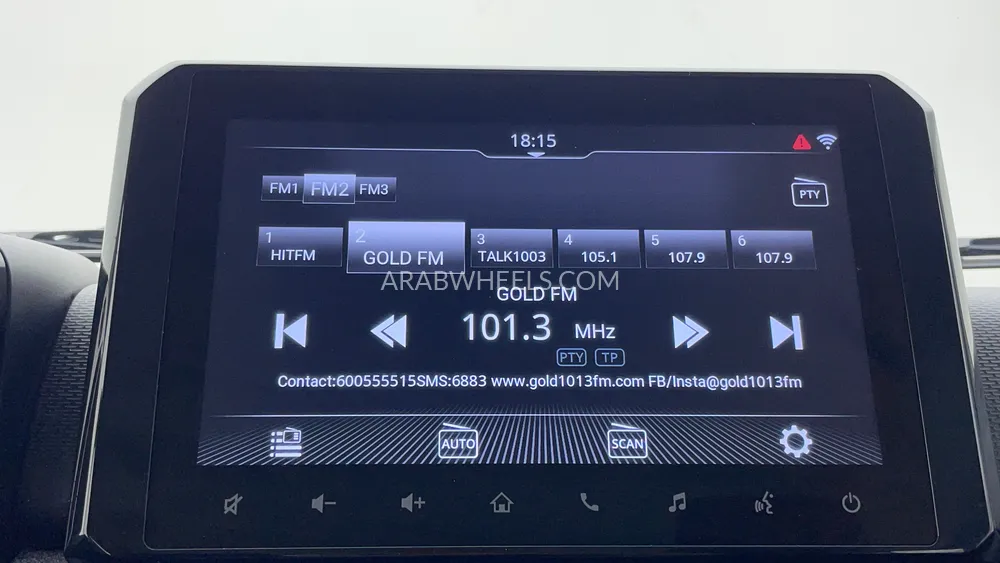 18:15
FM1 FM2 FM3
PTY
1 HITFM 2 GOLD FM 3 TALK1003 4 105.1 5 107.9 6 107.9
ARABWHEELS.COM
GOLD FM
101.3 MHz
PTY TP
Contact:600555515SMS:6883 www.gold1013fm.com FB/Insta@gold1013fm
AUTO SCAN